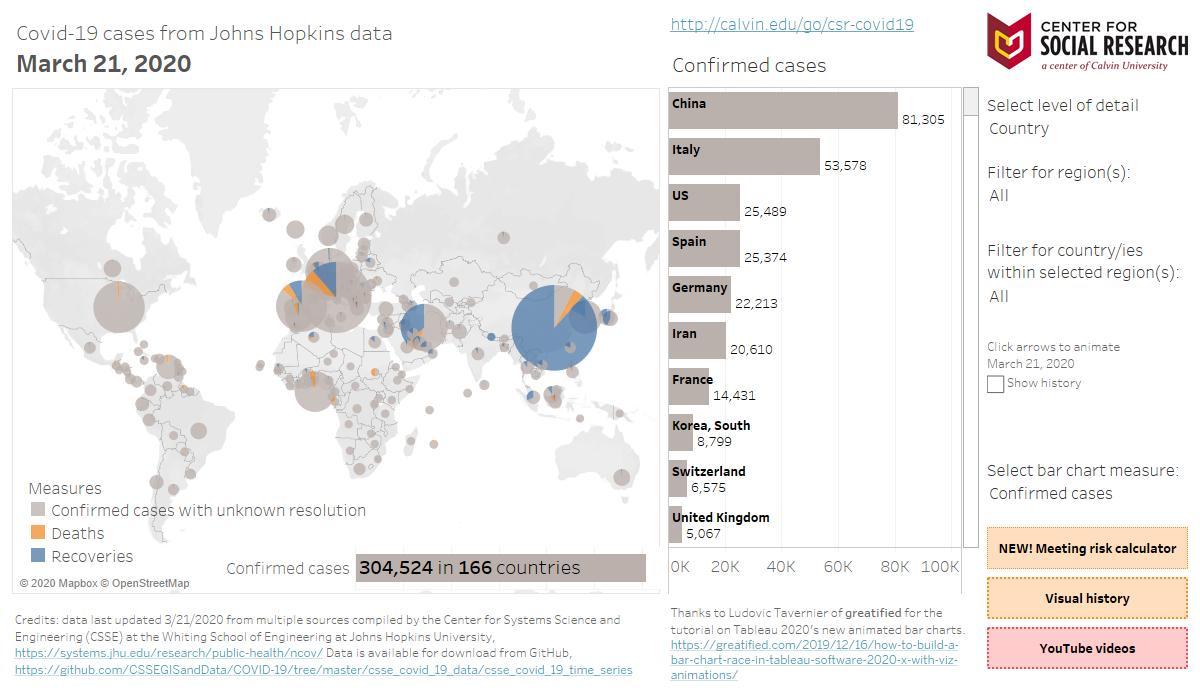 Covid-19 cases from Johns Hopkins data
March 21, 2020
Measures
Confirmed cases with unknown resolution
Deaths
Recoveries
© 2020 Mapbox © OpenStreetMap
Confirmed cases 304,524 in 166 countries
Credits: data last updated 3/21/2020 from multiple sources compiled by the Center for Systems Science and
Engineering (CSSE) at the Whiting School of Engineering at Johns Hopkins University,
https://systems.jhu.edu/research/public-health/ncov/ Data is available for download from GitHub,
https://github.com/CSSEGISandData/COVID-19/tree/master/csse_covid_19_data/csse_covid_19_time_series
http://calvin.edu/go/csr-covid19
Confirmed cases
China
81,305
Italy
53,578
US
25,489
Spain
25,374
Germany
22,213
Iran
20,610
France
14,431
Korea, South
8,799
Switzerland
6,575
United Kingdom
5,067
0K 20K 40K 60K 80K 100K
Thanks to Ludovic Tavernier of greatified for the
tutorial on Tableau 2020's new animated bar charts.
https://greatified.com/2019/12/16/how-to-build-a-
bar-chart-race-in-tableau-software-2020-x-with-viz-
animations/
CENTER FOR
SOCIAL RESEARCH
a center of Calvin University
Select level of detail
Country
Filter for region(s):
All
Filter for country/ies
within selected region(s):
All
Click arrows to animate
March 21, 2020
Show history
Select bar chart measure:
Confirmed cases
NEW! Meeting risk calculator
Visual history
YouTube videos